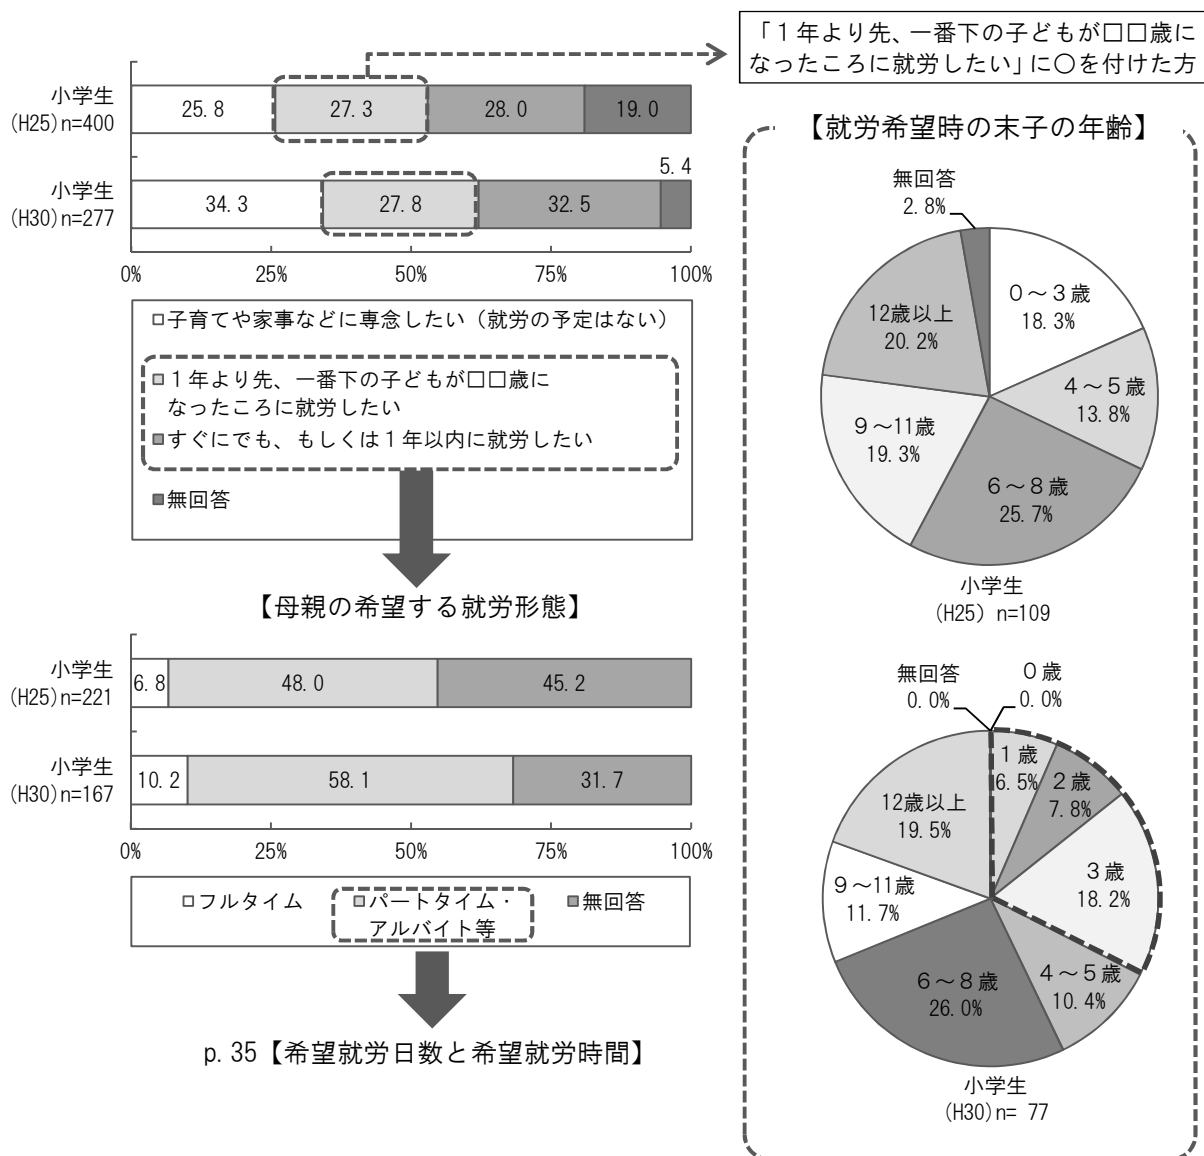 「１年より先、一番下の子どもが□□歳に
なったころに就労したい」に○を付けた方
小学生
(H25)n=400
25.8
27.3
28.0
19.0
小学生
(H30)n=277
34.3
27.8
32.5
5.4
0%
25%
50%
75%
100%
子育てや家事などに専念したい（就労の予定はない）
１年より先、一番下の子どもが□□歳に
なったころに就労したい
すぐにでも、もしくは１年以内に就労したい
無回答
【母親の希望する就労形態】
小学生
(H25)n=221
6.8
48.0
45.2
小学生
(H30)n=167
10.2
58.1
31.7
0%
25%
50%
75%
100%
フルタイム
パートタイム・
アルバイト等
無回答
p.35【希望就労日数と希望就労時間】
【就労希望時の末子の年齢】
無回答
2.8%
０～３歳
18.3%
４～５歳
13.8%
６～８歳
25.7%
９～11歳
19.3%
12歳以上
20.2%
小学生
(H25) n=109
無回答
0.0%
０歳
0.0%
１歳
6.5%
２歳
7.8%
３歳
18.2%
４～５歳
10.4%
６～８歳
26.0%
９～11歳
11.7%
12歳以上
19.5%
小学生
(H30)n= 77